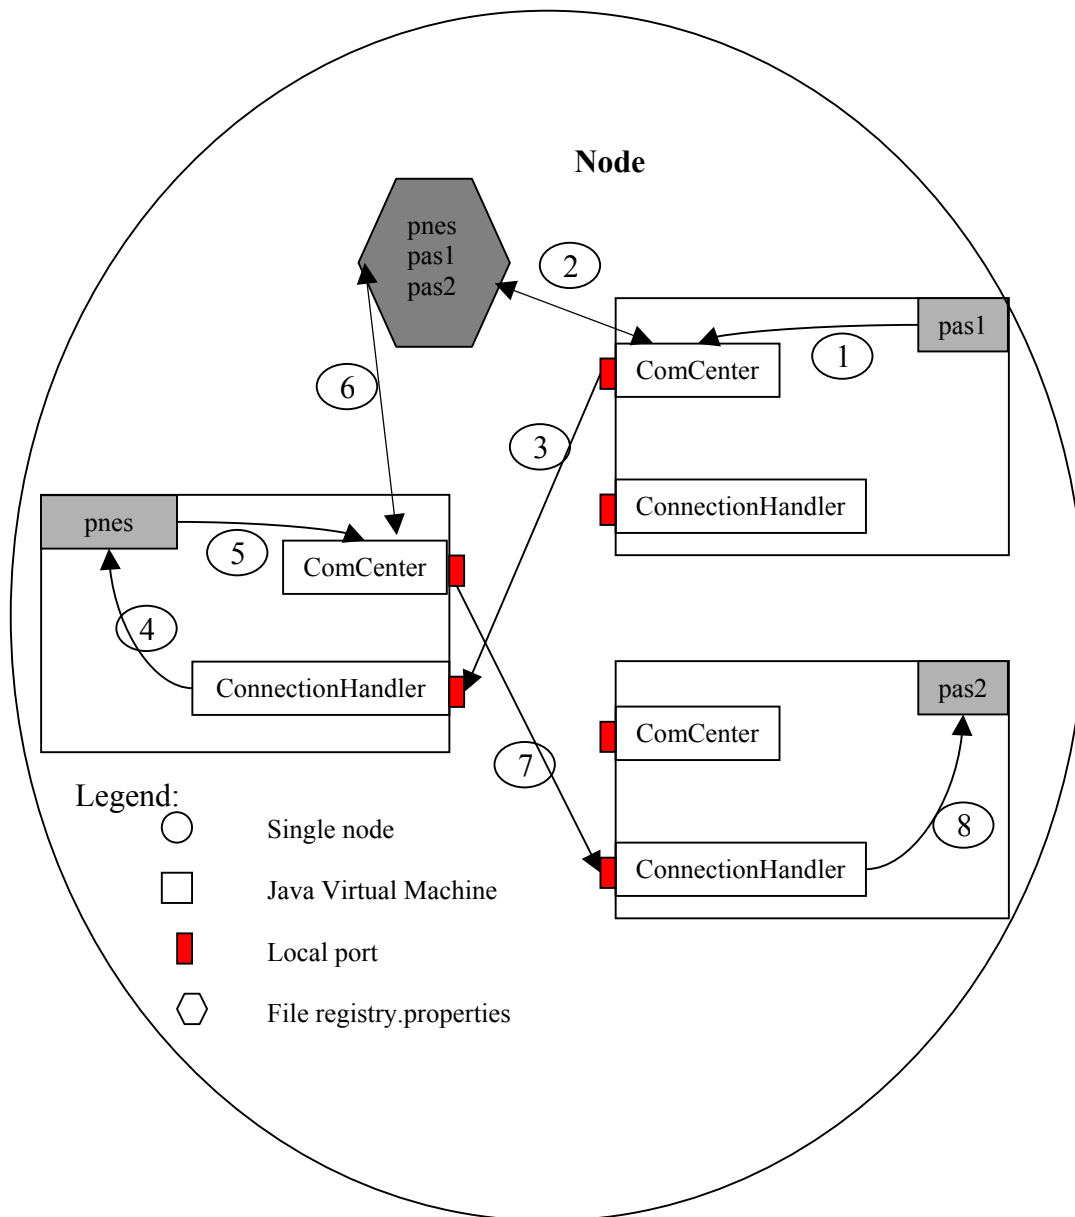 Node
pnes
pas1
pas2
2
pas1
1
ComCenter
6
3
ConnectionHandler
pnes
5
ComCenter
4
ConnectionHandler
pas2
ComCenter
7
8
ConnectionHandler
Legend:
Single node
Java Virtual Machine
Local port
File registry.properties